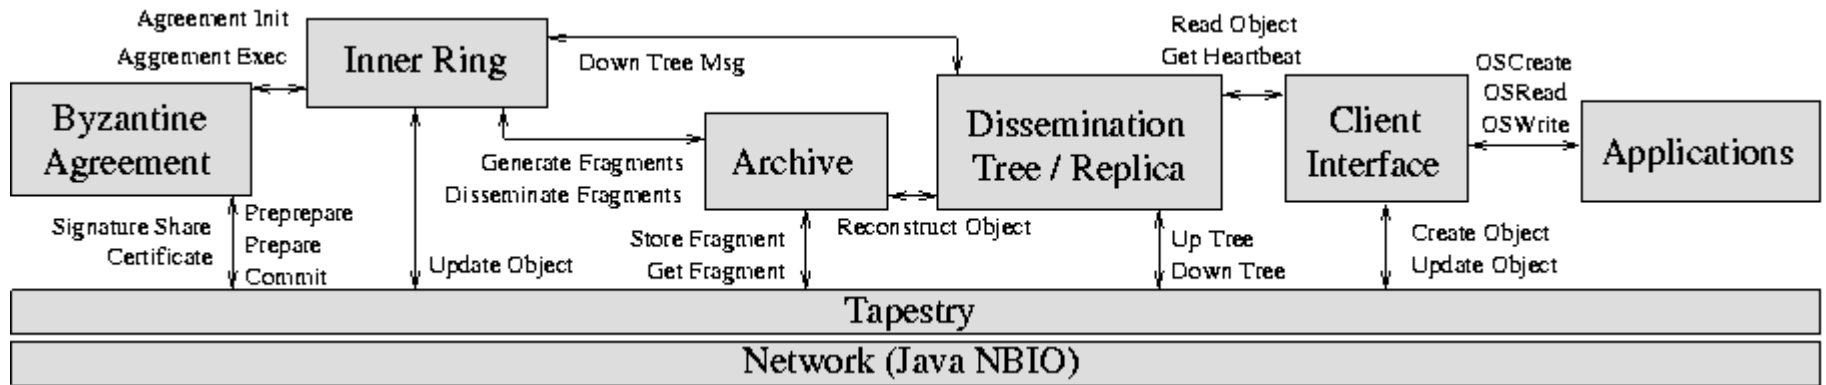 Agreement Init
Aggrement Exec
Inner Ring
Down Tree Msg
Read Object
Get Heartbeat
OSCreate
OSRead
OSWrite
Byzantine
Agreement
Generate Fragments
Disseminate Fragments
Archive
Dissemination
Tree / Replica
Client
Interface
Applications
Signature Share
Certificate
Preprepare
Prepare
Commit
Update Object
Store Fragment
Get Fragment
Reconstruct Object
Up Tree
Down Tree
Create Object
Update Object
Tapestry
Network (Java NBIO)